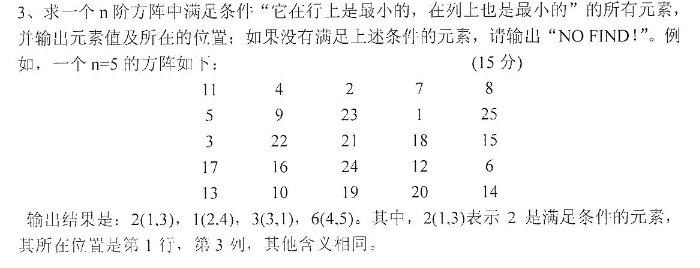 3、求一个 n 阶方阵中满足条件“它在行上是最小的，在列上也是最小的”的所有元素，
并输出元素值及所在的位置；如果没有满足上述条件的元素，请输出“NO FIND！”。例
如，一个 n=5 的方阵如下： (15 分)
11 4 2 7 8
5 9 23 1 25
3 22 21 18 15
17 16 24 12 6
13 10 19 20 14
输出结果是：2(1,3)，1(2,4)，3(3,1)，6(4,5)。其中，2(1,3)表示 2 是满足条件的元素，
其所在位置是第 1 行，第 3 列，其他含义相同。